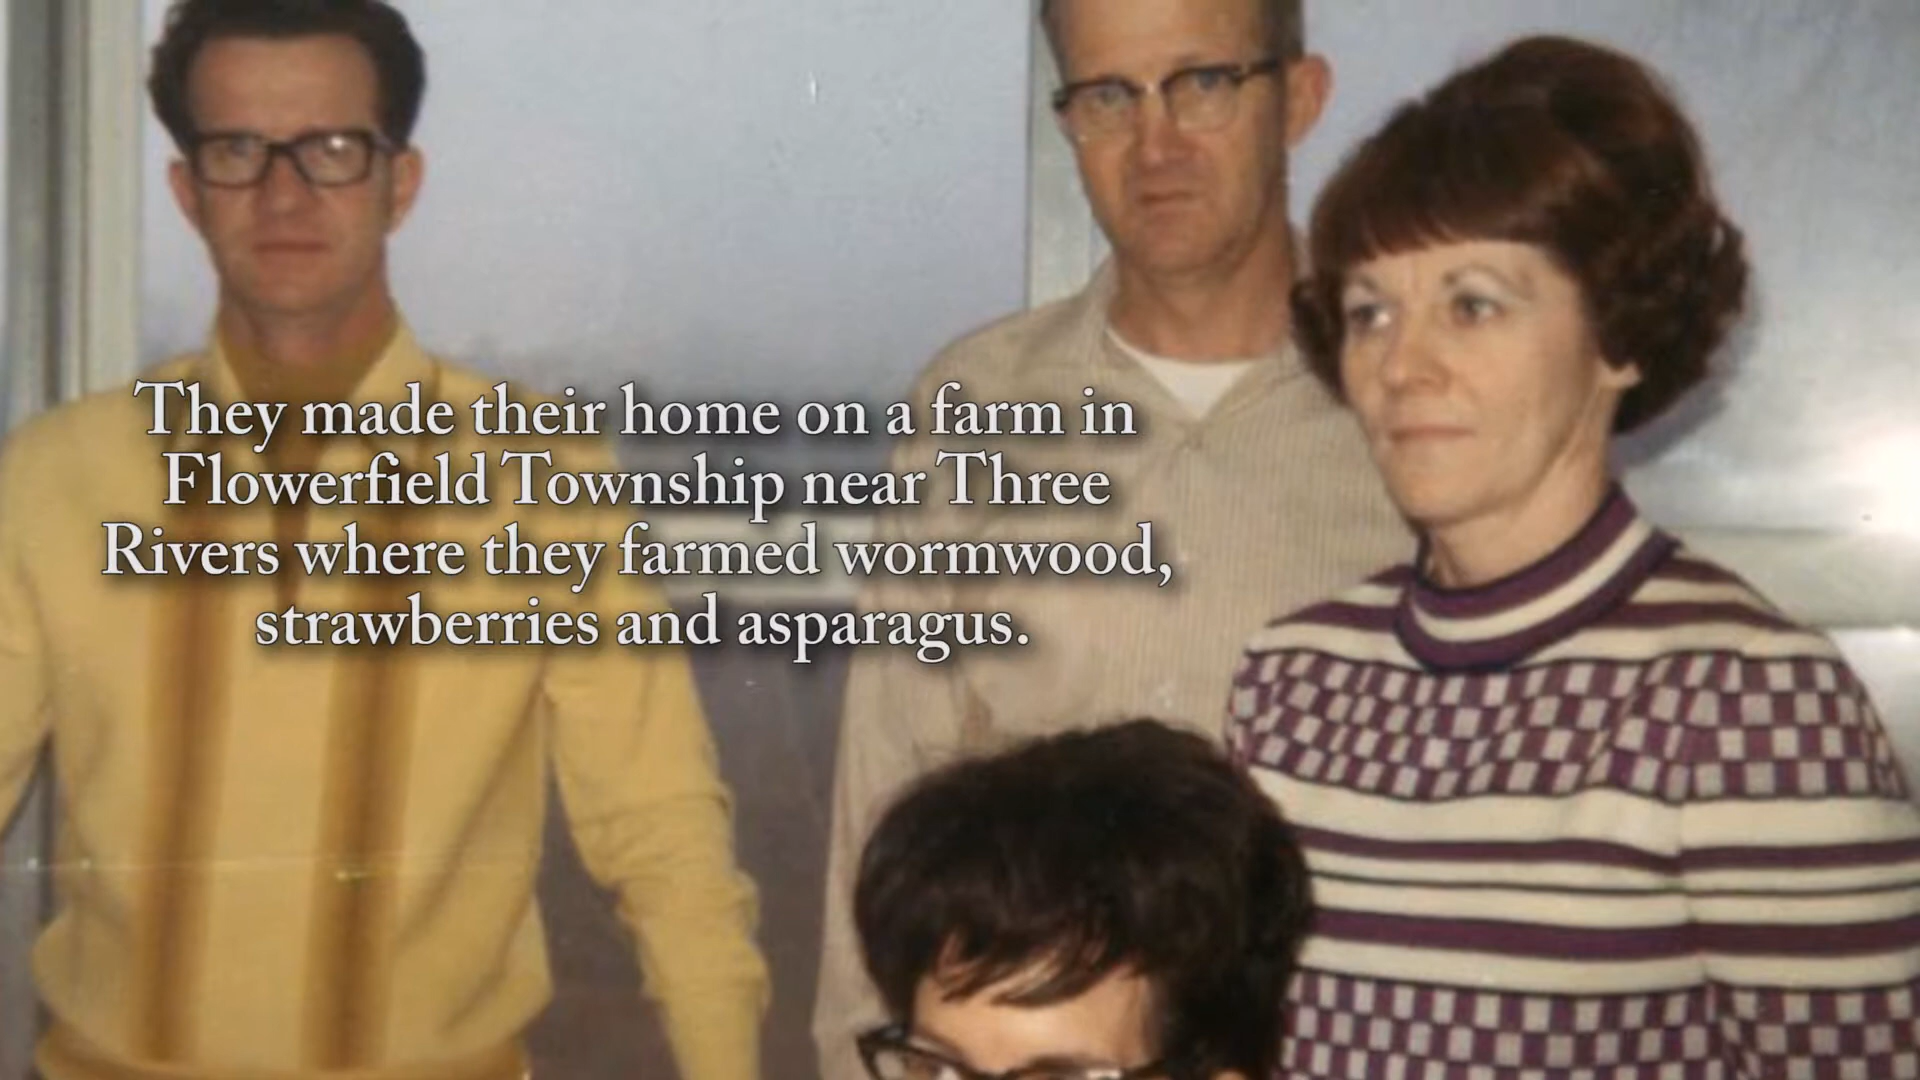 They made their home on a farm in
Flowerfield Township near Three
Rivers where they farmed wormwood,
strawberries and asparagus.